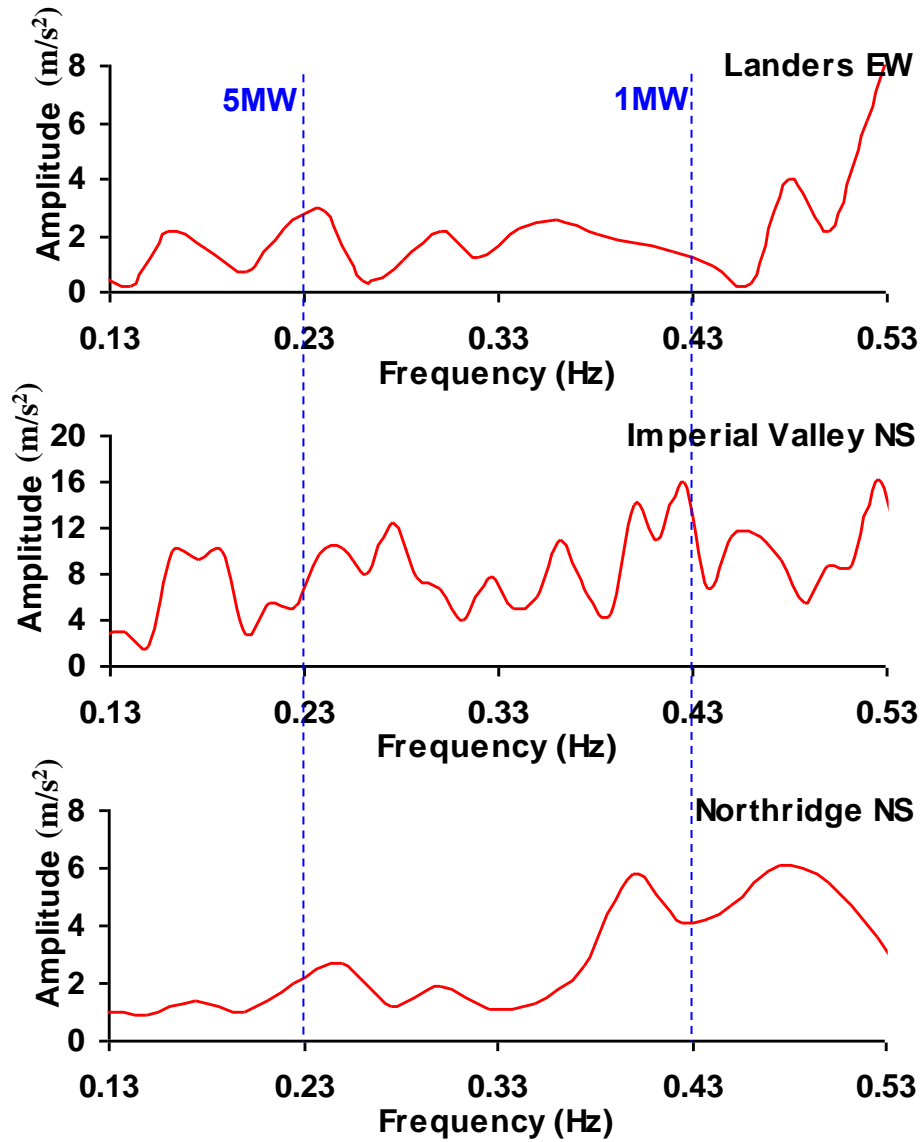 Landers EW
5MW
1MW
Amplitude (m/s²)
8
6
4
2
0
0.13 0.23 0.33 0.43 0.53
Frequency (Hz)
Imperial Valley NS
Amplitude (m/s²)
20
16
12
8
4
0
0.13 0.23 0.33 0.43 0.53
Frequency (Hz)
Northridge NS
Amplitude (m/s²)
8
6
4
2
0
0.13 0.23 0.33 0.43 0.53
Frequency (Hz)